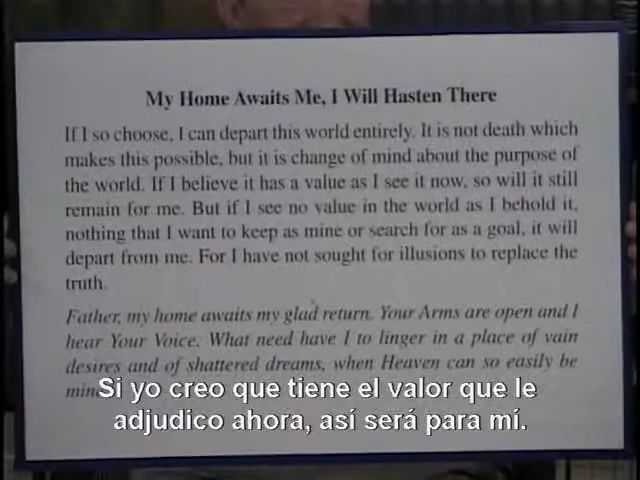 My Home Awaits Me, I Will Hasten There
If I so choose, I can depart this world entirely. It is not death which
makes this possible, but it is change of mind about the purpose of
the world. If I believe it has a value as I see it now, so will it still
remain for me. But if I see no value in the world as I behold it,
nothing that I want to keep as mine or search for as a goal, it will
depart from me. For I have not sought for illusions to replace the
truth.
Father, my home awaits my glad return. Your Arms are open and I
hear Your Voice. What need have I to linger in a place of vain
desires and of shattered dreams, when Heaven can so easily be
Si yo creo que tiene el valor que le
adjudico ahora, así será para mí.